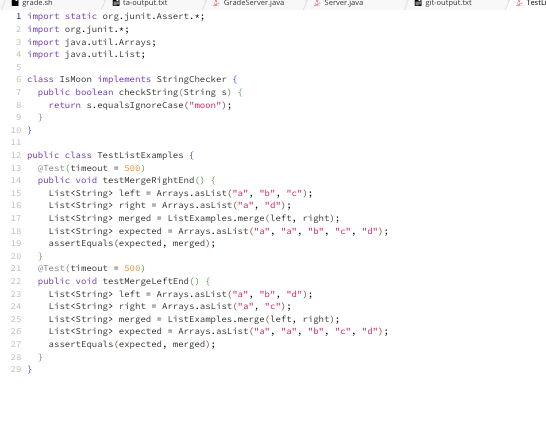 grade.sh ta-output.txt GradeServer.java Server.java git-output.txt TestLi
1 import static org.junit.Assert.*;
2 import org.junit.*;
3 import java.util.Arrays;
4 import java.util.List;
5
6 class IsMoon implements StringChecker {
7 public boolean checkString(String s) {
8 return s.equalsIgnoreCase("moon");
9 }
10 }
11
12 public class TestListExamples {
13 @Test(timeout = 500)
14 public void testMergeRightEnd() {
15 List<String> left = Arrays.asList("a", "b", "c");
16 List<String> right = Arrays.asList("a", "d");
17 List<String> merged = ListExamples.merge(left, right);
18 List<String> expected = Arrays.asList("a", "a", "b", "c", "d");
19 assertEquals(expected, merged);
20 }
21 @Test(timeout = 500)
22 public void testMergeLeftEnd() {
23 List<String> left = Arrays.asList("a", "b", "d");
24 List<String> right = Arrays.asList("a", "c");
25 List<String> merged = ListExamples.merge(left, right);
26 List<String> expected = Arrays.asList("a", "a", "b", "c", "d");
27 assertEquals(expected, merged);
28 }
29 }